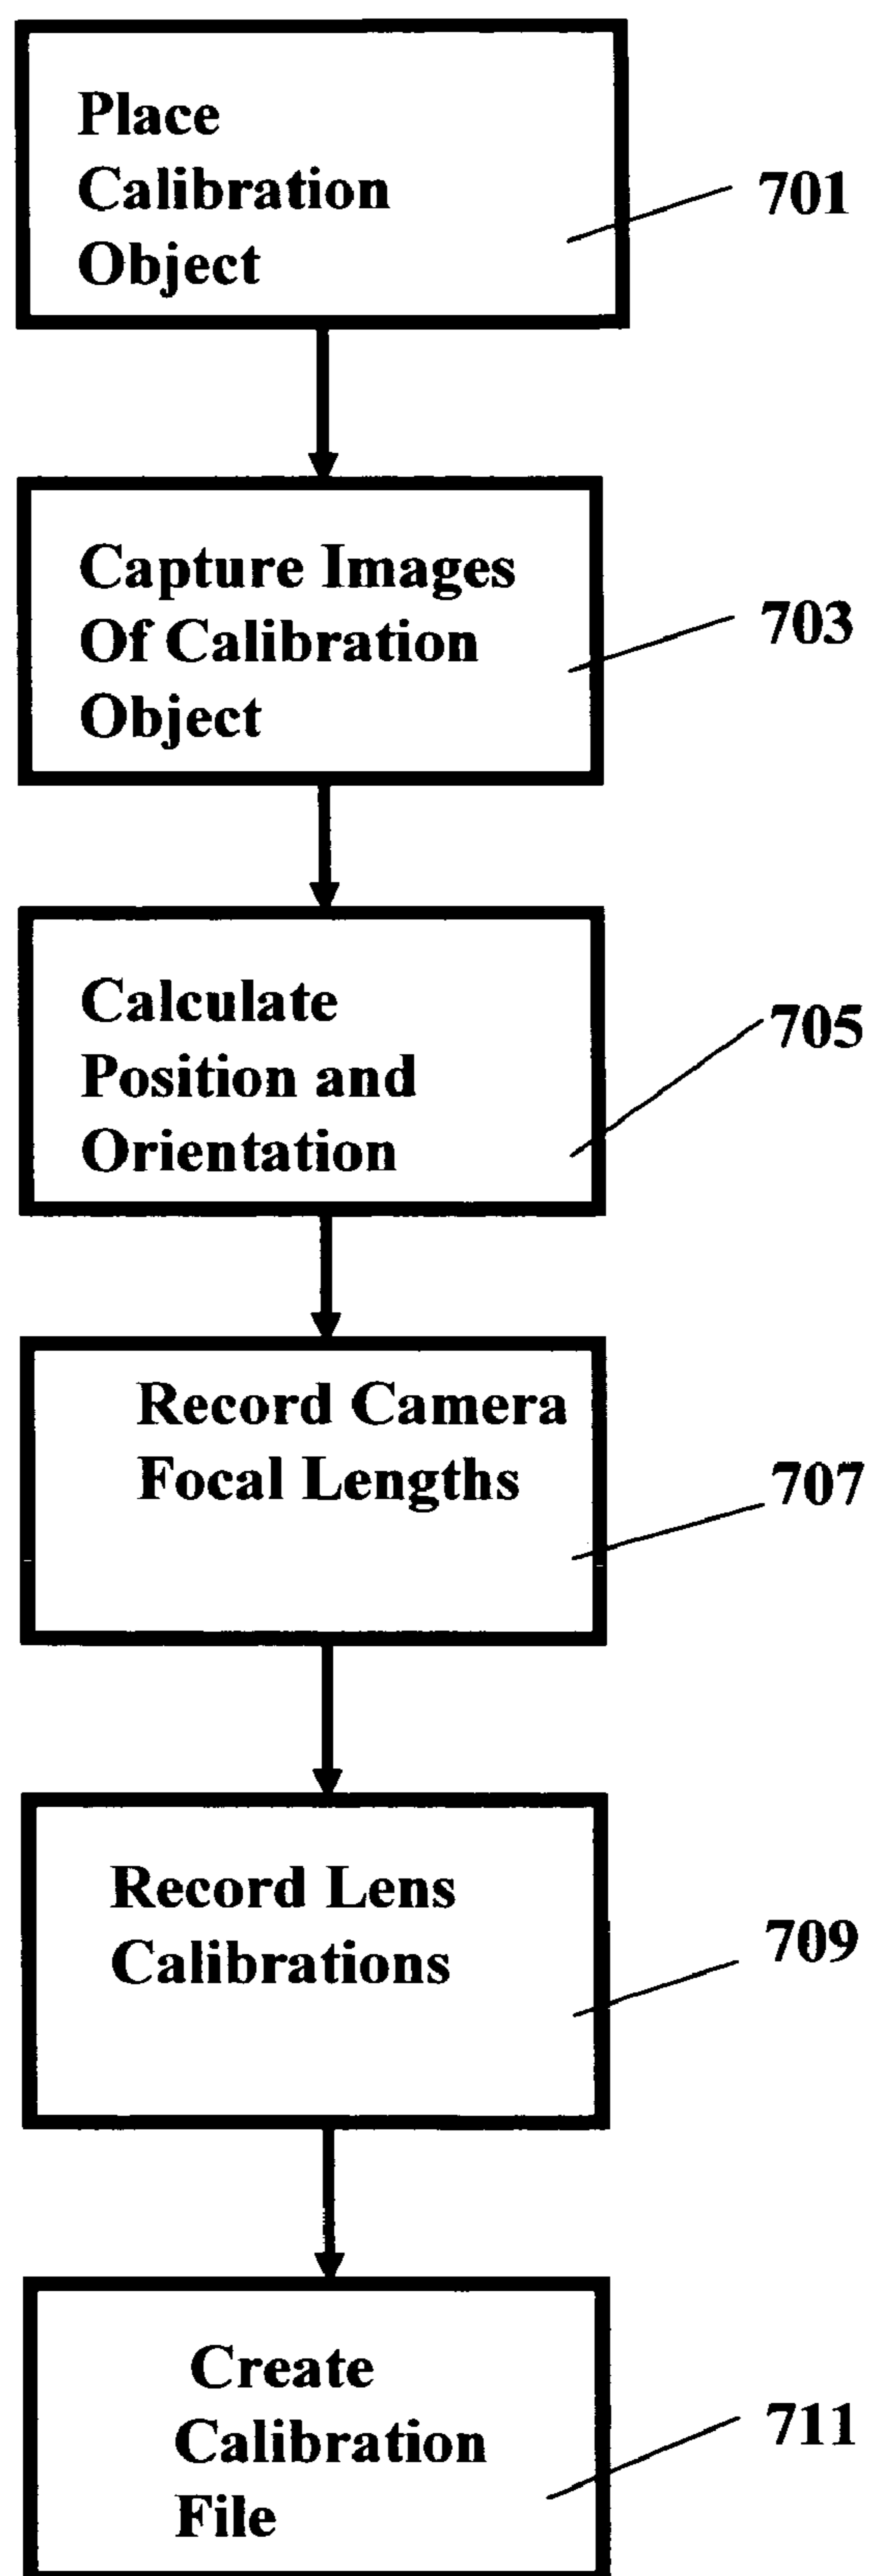 Place
Calibration
Object
701
Capture Images
Of Calibration
Object
703
Calculate
Position and
Orientation
705
Record Camera
Focal Lengths
707
Record Lens
Calibrations
709
Create
Calibration
File
711